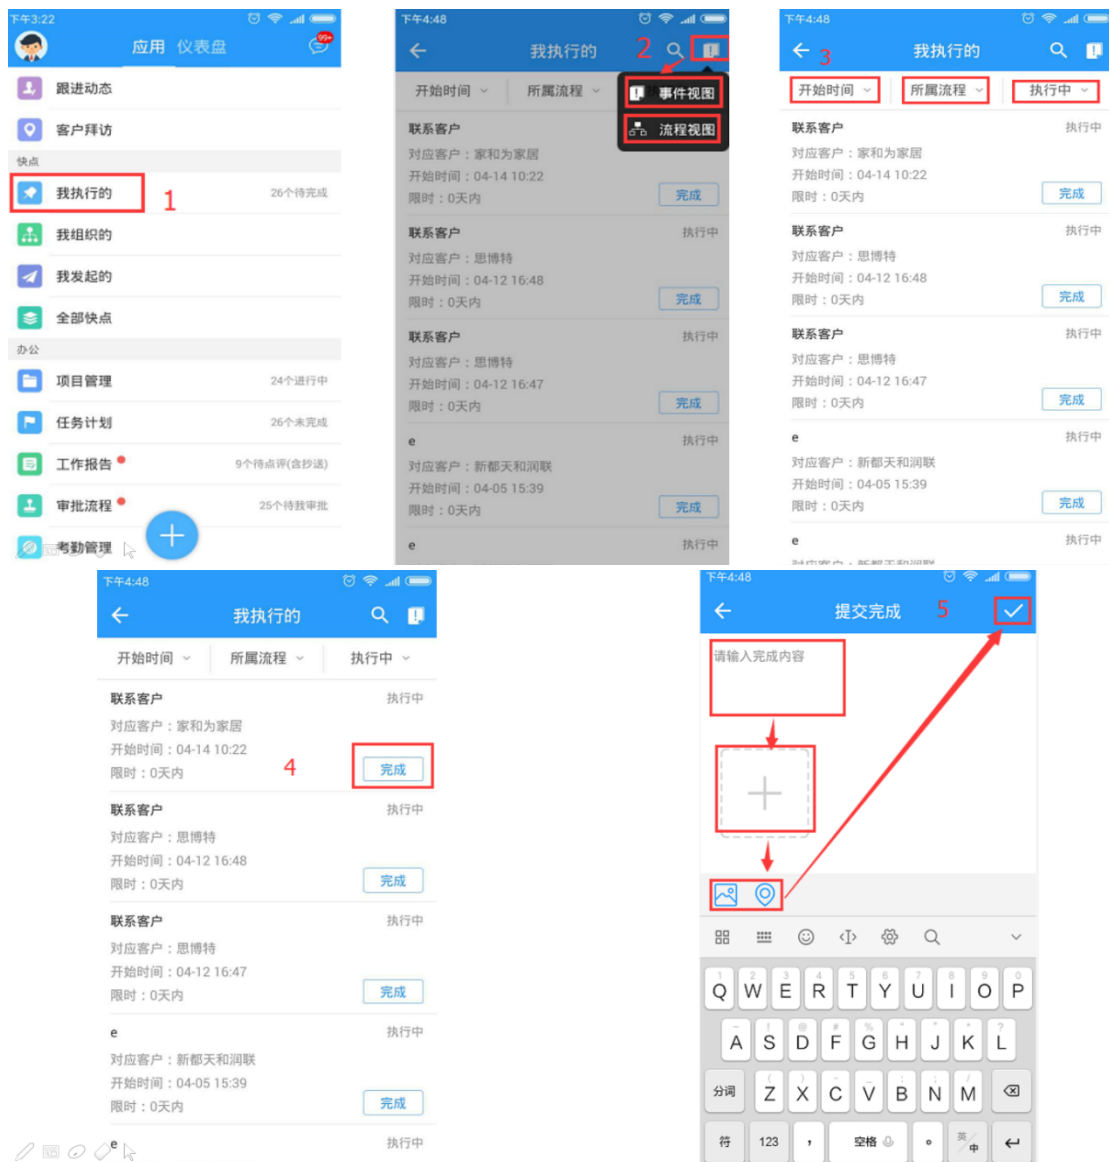 下午3:22
应用 仪表盘
99+
跟进动态
客户拜访
快点
我执行的
26个待完成
1
我组织的
我发起的
全部快点
办公
项目管理
24个进行中
任务计划
26个未完成
工作报告
9个待点评(含抄送)
审批流程
25个待我审批
考勤管理
下午4:48
我执行的
2
开始时间
所属流程
事件视图
流程视图
联系客户
对应客户：家和为家居
开始时间：04-14 10:22
限时：0天内
完成
联系客户
执行中
对应客户：思博特
开始时间：04-12 16:48
限时：0天内
完成
联系客户
执行中
对应客户：思博特
开始时间：04-12 16:47
限时：0天内
完成
e
执行中
对应客户：新都天和润联
开始时间：04-05 15:39
限时：0天内
完成
e
执行中
下午4:48
3
我执行的
开始时间
所属流程
执行中
联系客户
执行中
对应客户：家和为家居
开始时间：04-14 10:22
限时：0天内
完成
联系客户
执行中
对应客户：思博特
开始时间：04-12 16:48
限时：0天内
完成
联系客户
执行中
对应客户：思博特
开始时间：04-12 16:47
限时：0天内
完成
e
执行中
对应客户：新都天和润联
开始时间：04-05 15:39
限时：0天内
完成
e
执行中
下午4:48
我执行的
开始时间
所属流程
执行中
联系客户
执行中
对应客户：家和为家居
开始时间：04-14 10:22
限时：0天内
4
完成
联系客户
执行中
对应客户：思博特
开始时间：04-12 16:48
限时：0天内
完成
联系客户
执行中
对应客户：思博特
开始时间：04-12 16:47
限时：0天内
完成
e
执行中
对应客户：新都天和润联
开始时间：04-05 15:39
限时：0天内
完成
e
执行中
下午4:48
提交完成
5
请输入完成内容
1 2 3 4 5 6 7 8 9 0
Q W E R T Y U I O P
A S D F G H J K L
分词 Z X C V B N M
符 123 ， 空格 。 英/中